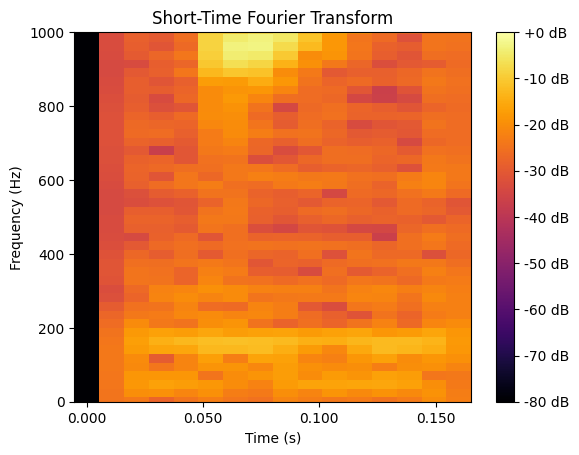 Short-Time Fourier Transform
1000
800
600
400
200
0
Frequency (Hz)
0.000
0.050
0.100
0.150
Time (s)
+0 dB
-10 dB
-20 dB
-30 dB
-40 dB
-50 dB
-60 dB
-70 dB
-80 dB